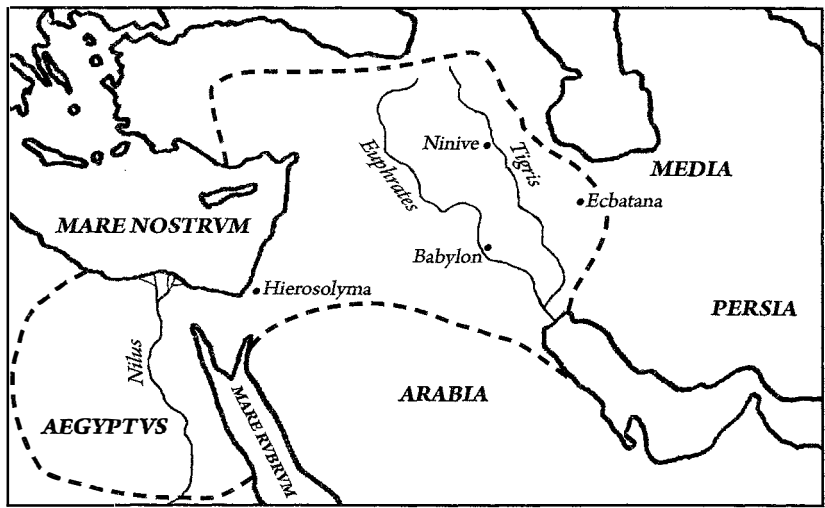 Ninive
Tigris
Euphrates
MEDIA
Ecbatana
MARE NOSTRVM
Babylon
Hierosolyma
PERSIA
Nilus
ARABIA
AEGYPTVS
MARE RVBRVM